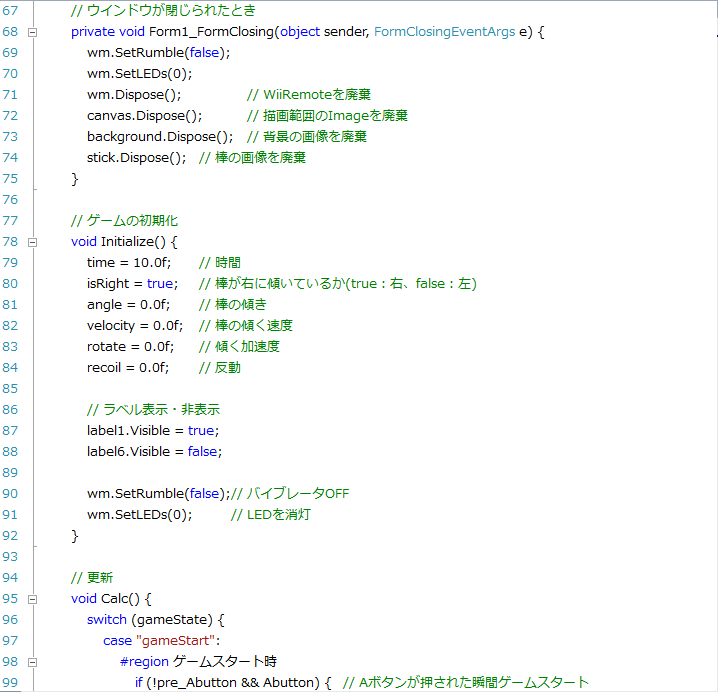 67 // ウインドウが閉じられたとき
68 private void Form1_FormClosing(object sender, FormClosingEventArgs e) {
69 wm.SetRumble(false);
70 wm.SetLEDs(0);
71 wm.Dispose(); // WiiRemoteを廃棄
72 canvas.Dispose(); // 描画範囲のImageを廃棄
73 background.Dispose(); // 背景の画像を廃棄
74 stick.Dispose(); // 棒の画像を廃棄
75 }
76
77 // ゲームの初期化
78 void Initialize() {
79 time = 10.0f; // 時間
80 isRight = true; // 棒が右に傾いているか(true：右、false：左)
81 angle = 0.0f; // 棒の傾き
82 velocity = 0.0f; // 棒の傾く速度
83 rotate = 0.0f; // 傾く加速度
84 recoil = 0.0f; // 反動
85
86 // ラベル表示・非表示
87 label1.Visible = true;
88 label6.Visible = false;
89
90 wm.SetRumble(false);// バイブレータOFF
91 wm.SetLEDs(0); // LEDを消灯
92 }
93
94 // 更新
95 void Calc() {
96 switch (gameState) {
97 case "gameStart":
98 #region ゲームスタート時
99 if (!pre_Abutton && Abutton) { // Aボタンが押された瞬間ゲームスタート